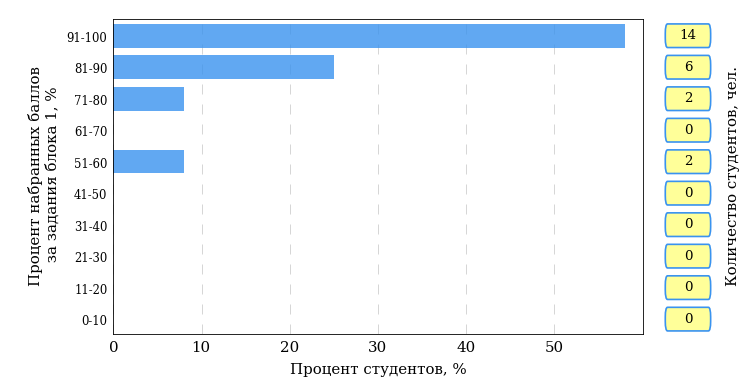 91-100 14
81-90 6
71-80 2
61-70 0
51-60 2
41-50 0
31-40 0
21-30 0
11-20 0
0-10 0
0 10 20 30 40 50
Процент студентов, %
Процент набранных баллов
за задания блока 1, %
Количество студентов, чел.